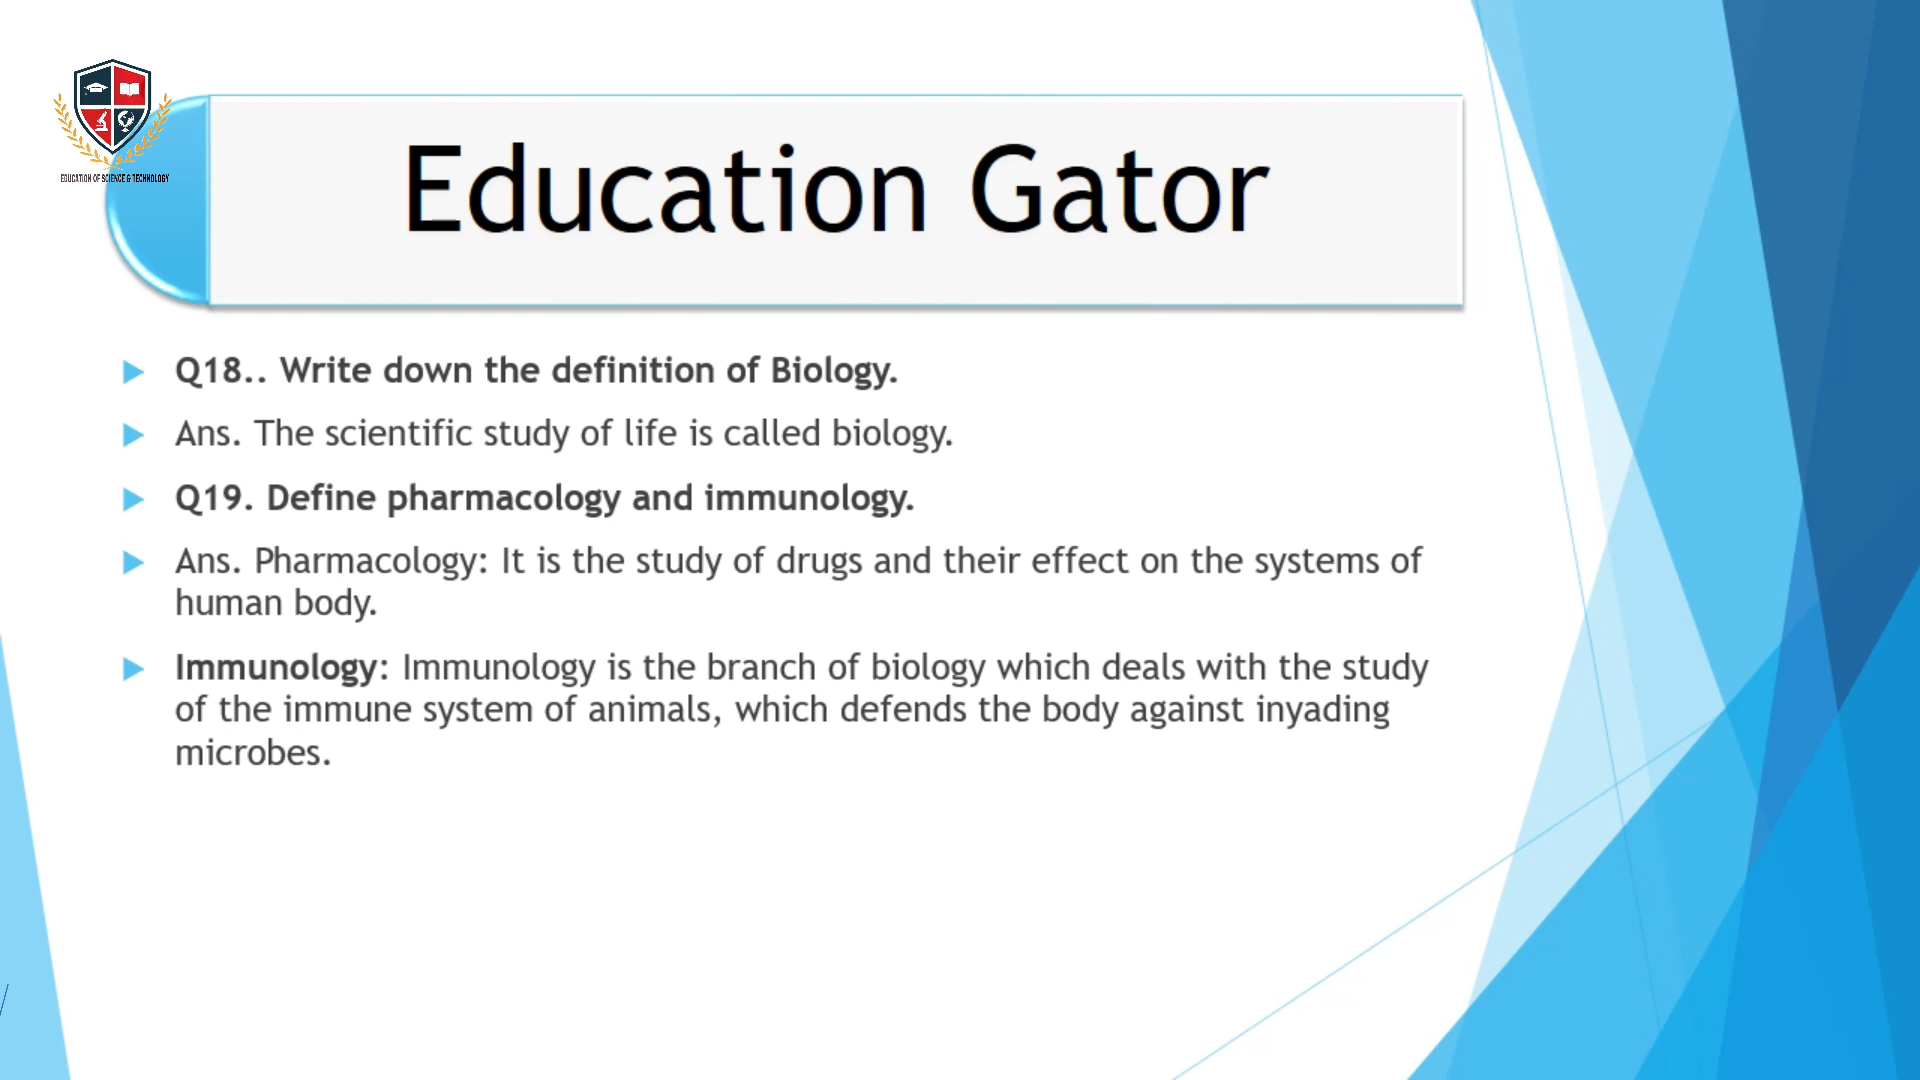 EDUCATION OF SCIENCE & TECHNOLOGY
Education Gator
Q18.. Write down the definition of Biology.
Ans. The scientific study of life is called biology.
Q19. Define pharmacology and immunology.
Ans. Pharmacology: It is the study of drugs and their effect on the systems of
human body.
Immunology: Immunology is the branch of biology which deals with the study
of the immune system of animals, which defends the body against inyading
microbes.